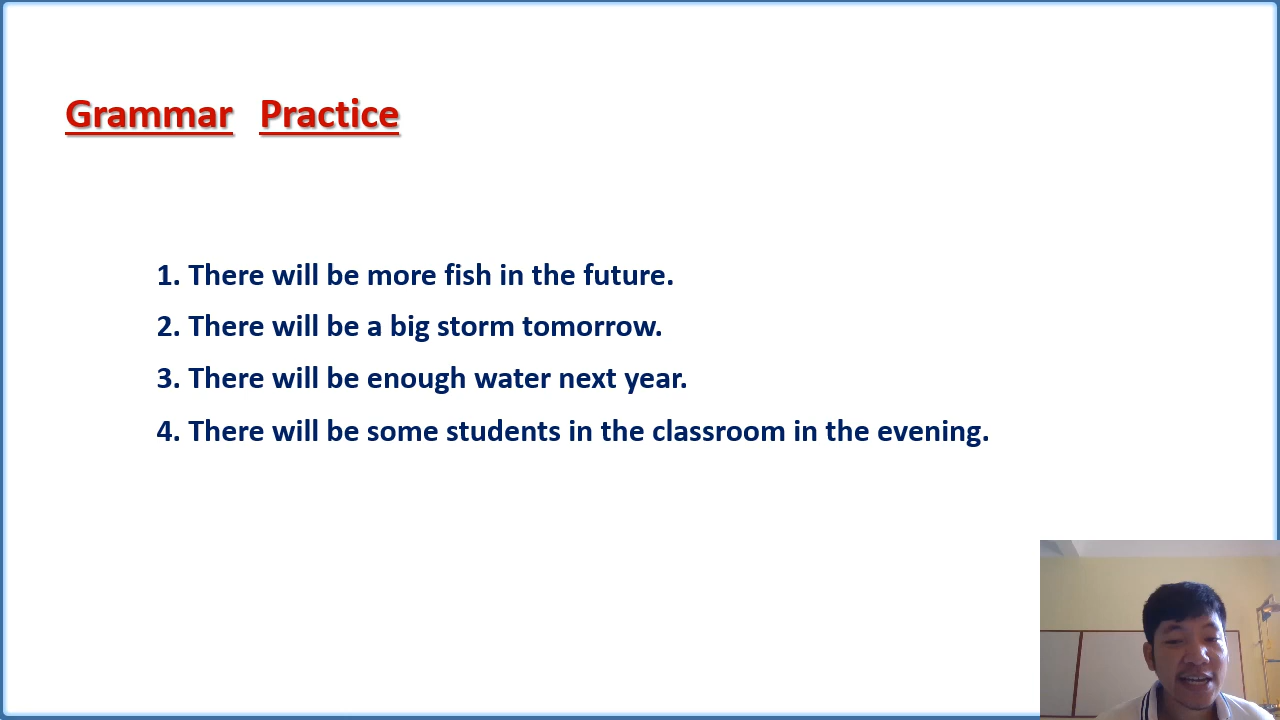 Grammar Practice
1. There will be more fish in the future.
2. There will be a big storm tomorrow.
3. There will be enough water next year.
4. There will be some students in the classroom in the evening.